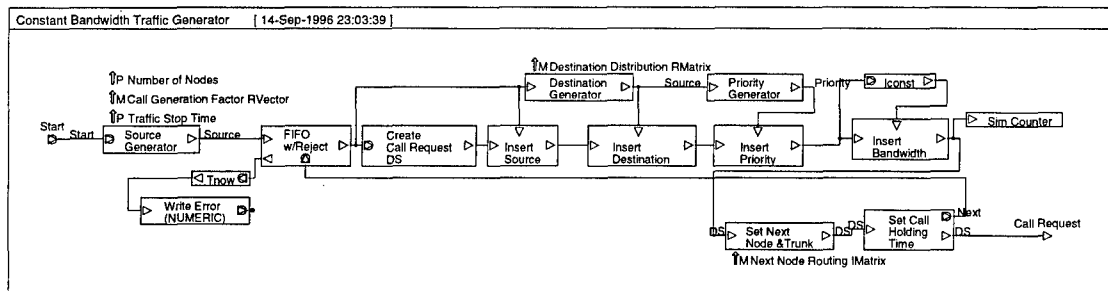 Constant Bandwidth Traffic Generator [ 14-Sep-1996 23:03:39 ]
⇑P Number of Nodes
⇑M Call Generation Factor RVector
⇑P Traffic Stop Time
⇑M Destination Distribution RMatrix
Start
Start
Source
Generator
Source
FIFO
w/Reject
Create
Call Request
DS
Insert
Source
Destination
Generator
Source
Insert
Destination
Priority
Generator
Priority
Insert
Priority
Iconst
Insert
Bandwidth
Sim Counter
Tnow
Write Error
(NUMERIC)
DS
Set Next
Node &Trunk
DS
DS
Set Call
Holding
Time
Next
DS
Call Request
⇑M Next Node Routing IMatrix